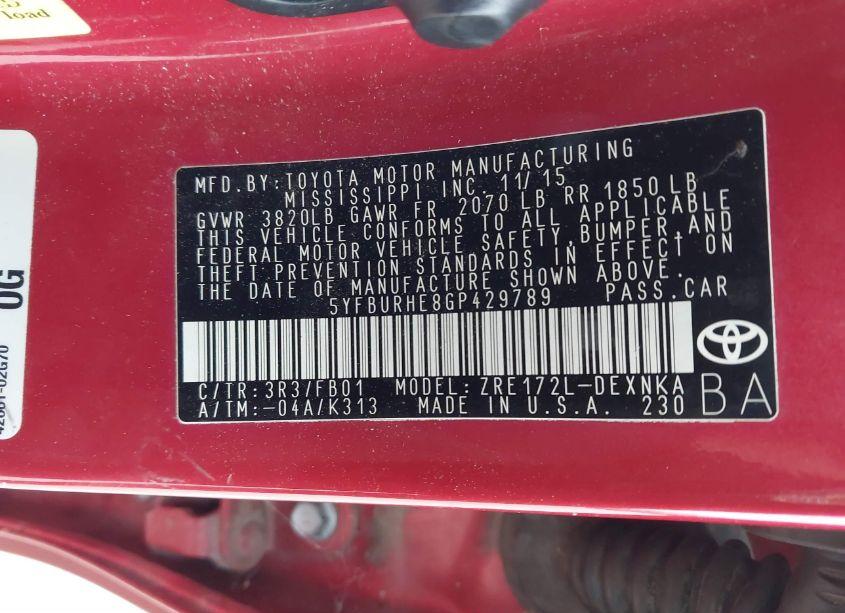 load
OG
42661-02G70
MFD.BY:TOYOTA MOTOR MANUFACTURING
MISSISSIPPI INC. 11/15
GVWR 3820LB GAWR FR 2070 LB RR 1850 LB
THIS VEHICLE CONFORMS TO ALL APPLICABLE
FEDERAL MOTOR VEHICLE SAFETY,BUMPER,AND
THEFT PREVENTION STANDARDS IN EFFECT ON
THE DATE OF MANUFACTURE SHOWN ABOVE.
5YFBURHE8GP429789 PASS.CAR
C/TR:3R3/FB01 MODEL:ZRE172L-DEXNKA
A/TM:-04A/K313 MADE IN U.S.A. 230
BA